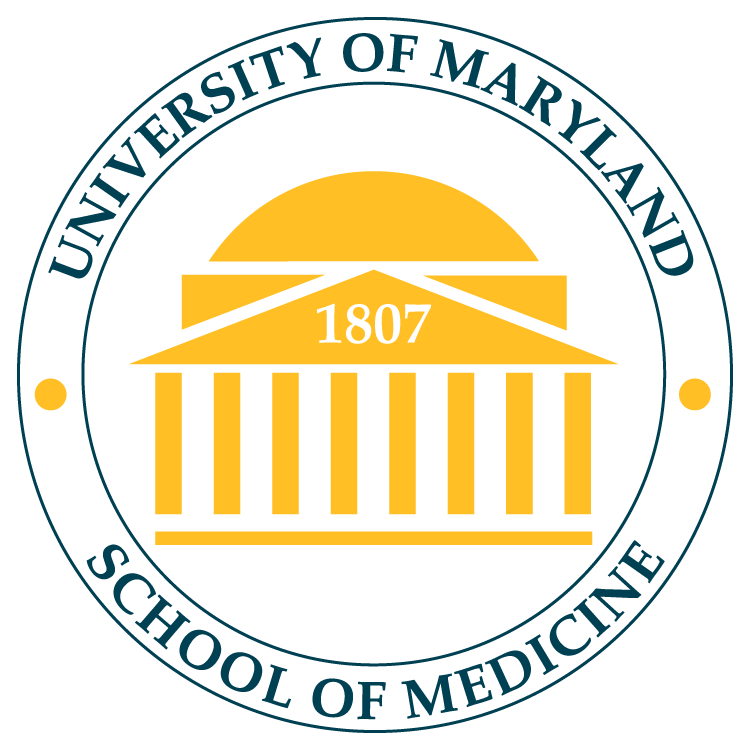 UNIVERSITY OF MARYLAND
1807
SCHOOL OF MEDICINE